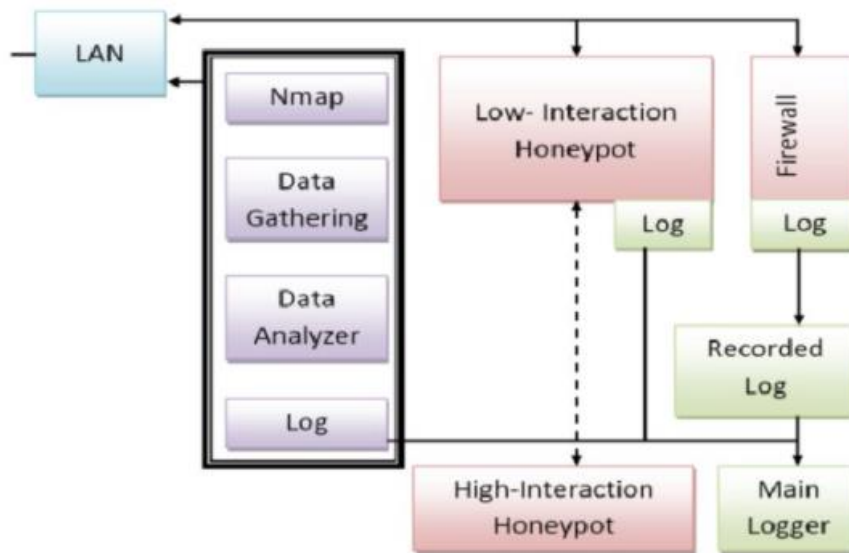 LAN
Nmap
Data
Gathering
Data
Analyzer
Log
Low- Interaction
Honeypot
Log
Firewall
Log
Recorded
Log
High-Interaction
Honeypot
Main
Logger